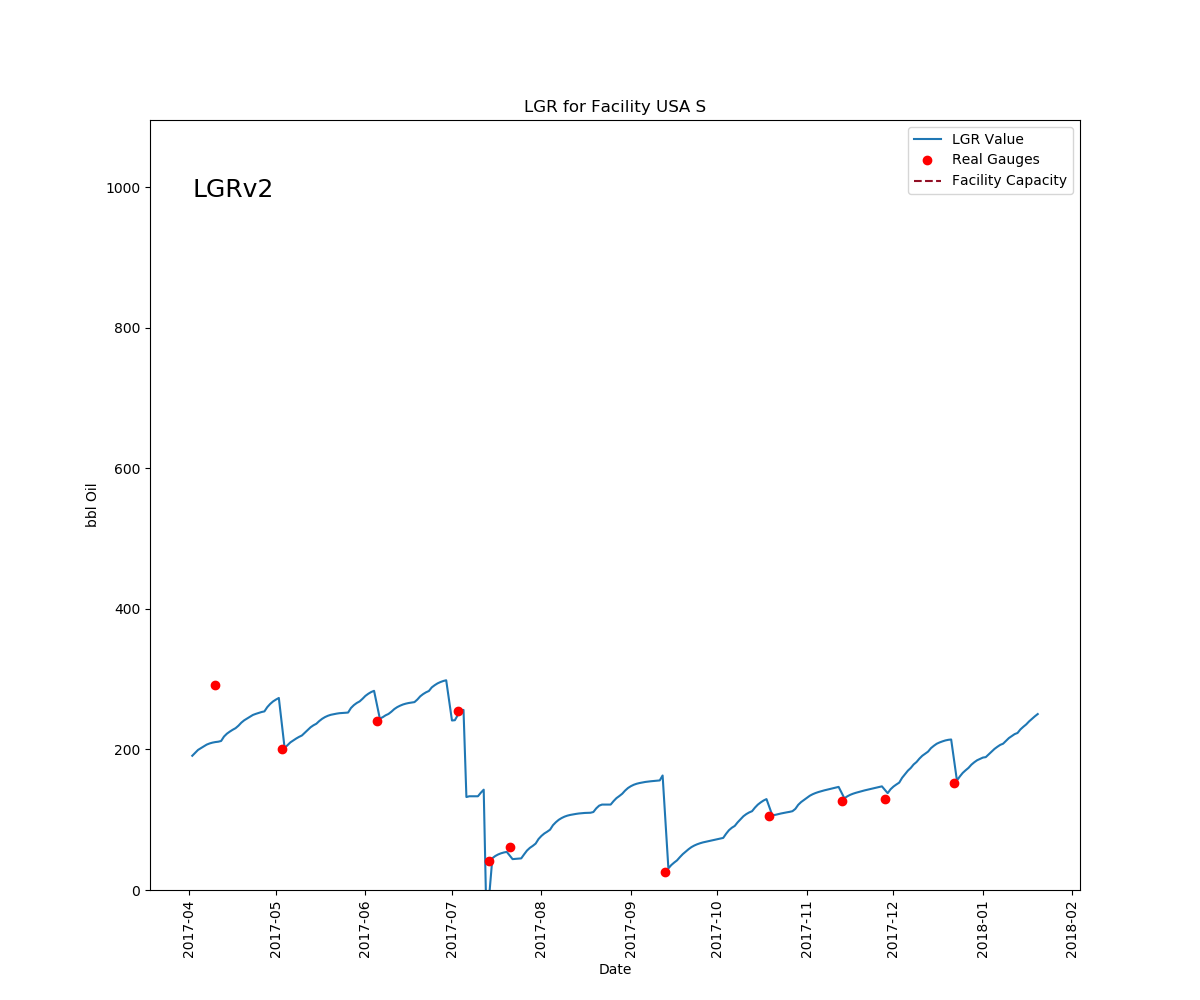 LGR for Facility USA S
LGRv2
LGR Value
Real Gauges
Facility Capacity
1000
800
600
400
200
0
bbl Oil
2017-04
2017-05
2017-06
2017-07
2017-08
2017-09
2017-10
2017-11
2017-12
2018-01
2018-02
Date